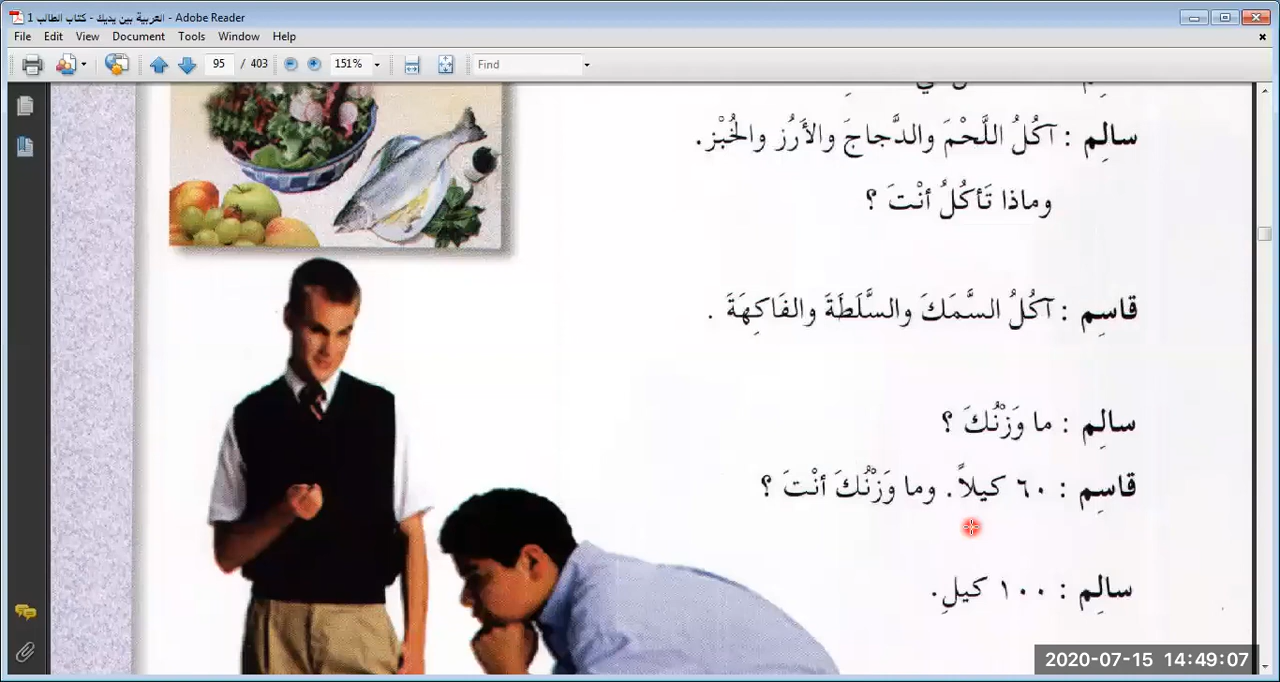 العربية بين يديك - كتاب الطالب 1 - Adobe Reader
File Edit View Document Tools Window Help
95 / 403 151% Find
سالِم : آكُلُ اللَّحْمَ والدَّجاجَ والأَرُز والخُبْز.
وماذا تَأكُلُ أنْتَ ؟
قاسِم : آكُلُ السَّمَكَ والسَّلَطَةَ والفَاكِهَةَ .
سالِم : ما وَزْنُكَ ؟
قاسِم : ٦٠ كيلاً. وما وَزْنُكَ أنْتَ ؟
سالِم : ١٠٠ كيلِ.
2020-07-15 14:49:07